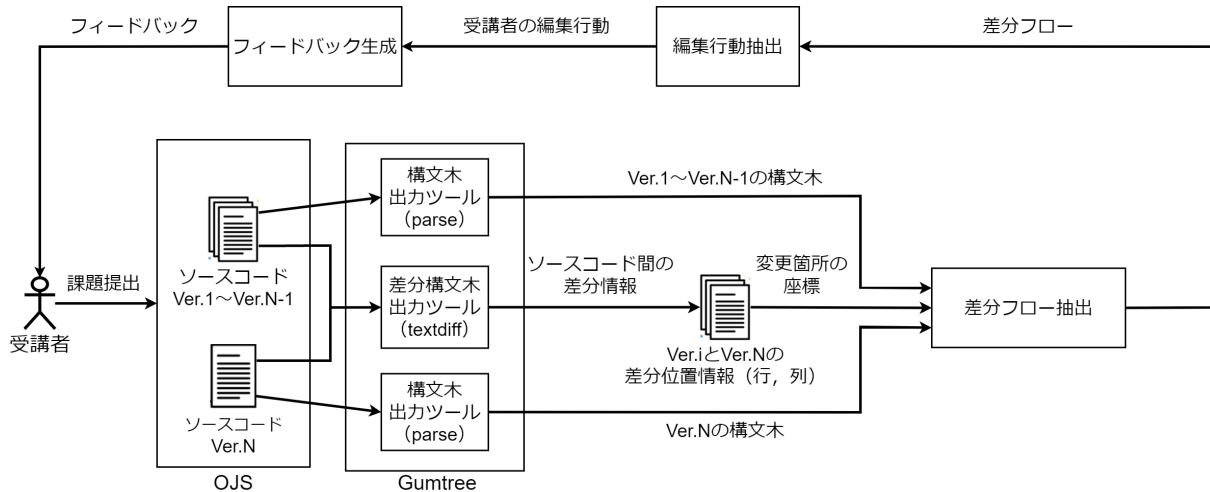 フィードバック
受講者の編集行動
差分フロー
フィードバック生成
編集行動抽出
構文木
出力ツール
（parse）
Ver.1～Ver.N-1の構文木
ソースコード
Ver.1～Ver.N-1
課題提出
受講者
差分構文木
出力ツール
(textdiff)
ソースコード間の
差分情報
変更箇所の
座標
差分フロー抽出
Ver.iとVer.Nの
差分位置情報（行，列）
構文木
出力ツール
（parse）
ソースコード
Ver.N
Ver.Nの構文木
OJS
Gumtree